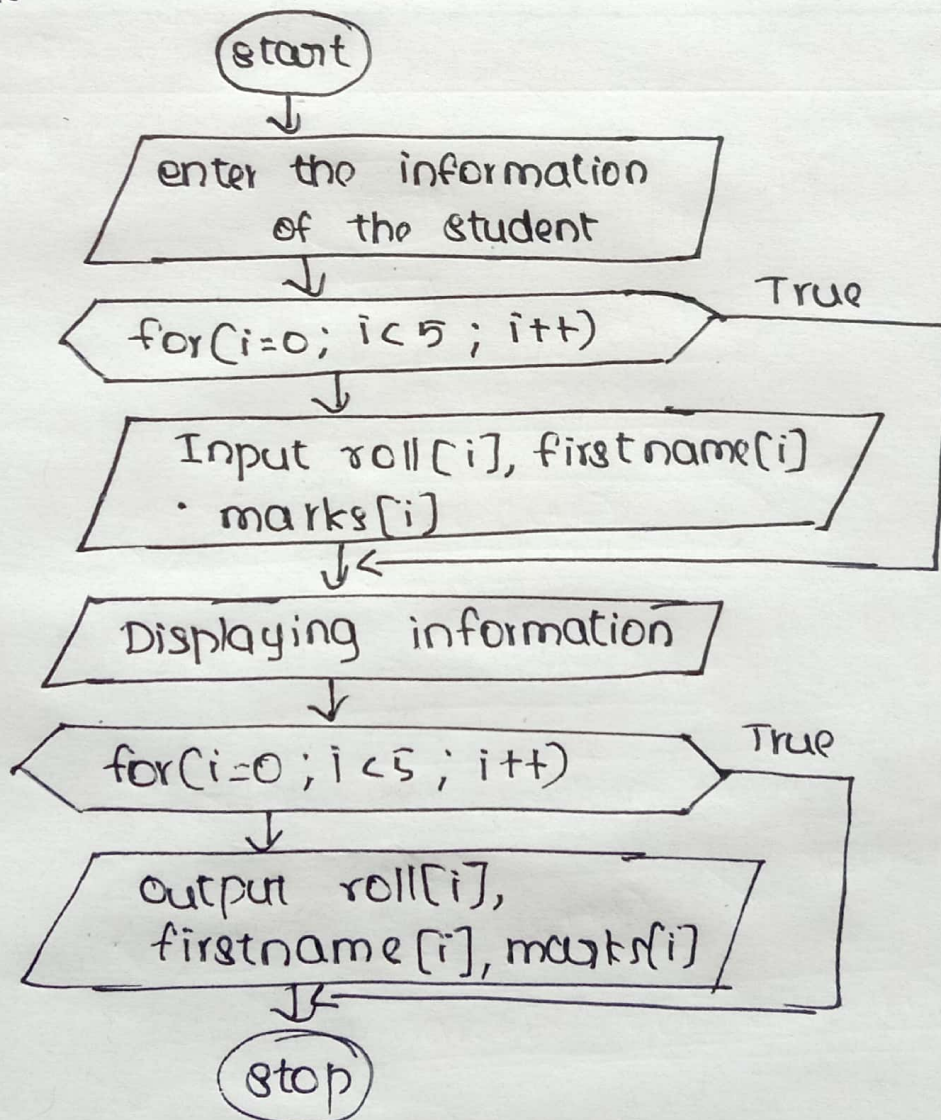 start
enter the information
of the student
True
for(i=0; i<5 ; i++)
Input roll[i], firstname[i]
marks[i]
Displaying information
True
for(i=0 ; i<5 ; i++)
output roll[i],
firstname[i], marks[i]
stop